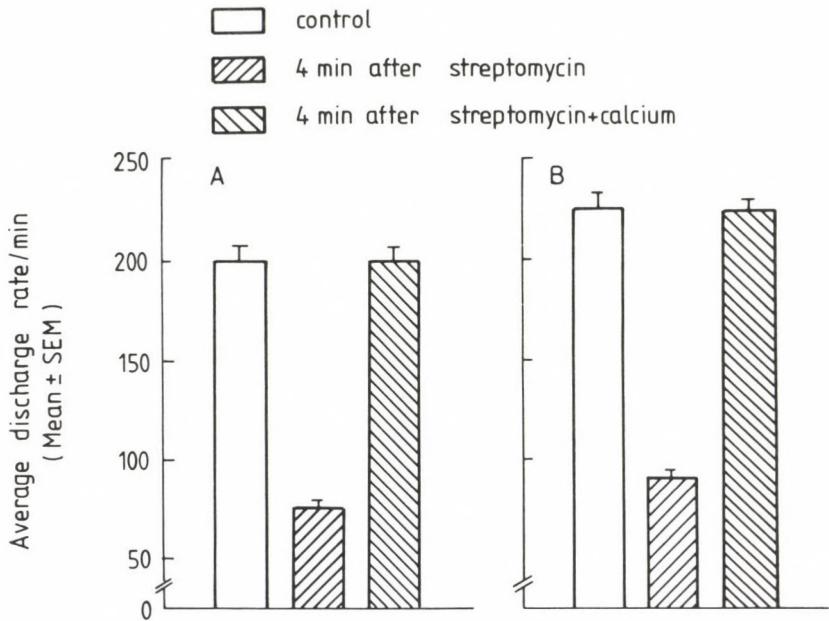 control
4 min after streptomycin
4 min after streptomycin+calcium
Average discharge rate/min
(Mean ± SEM)
250
200
150
100
50
0
A
B